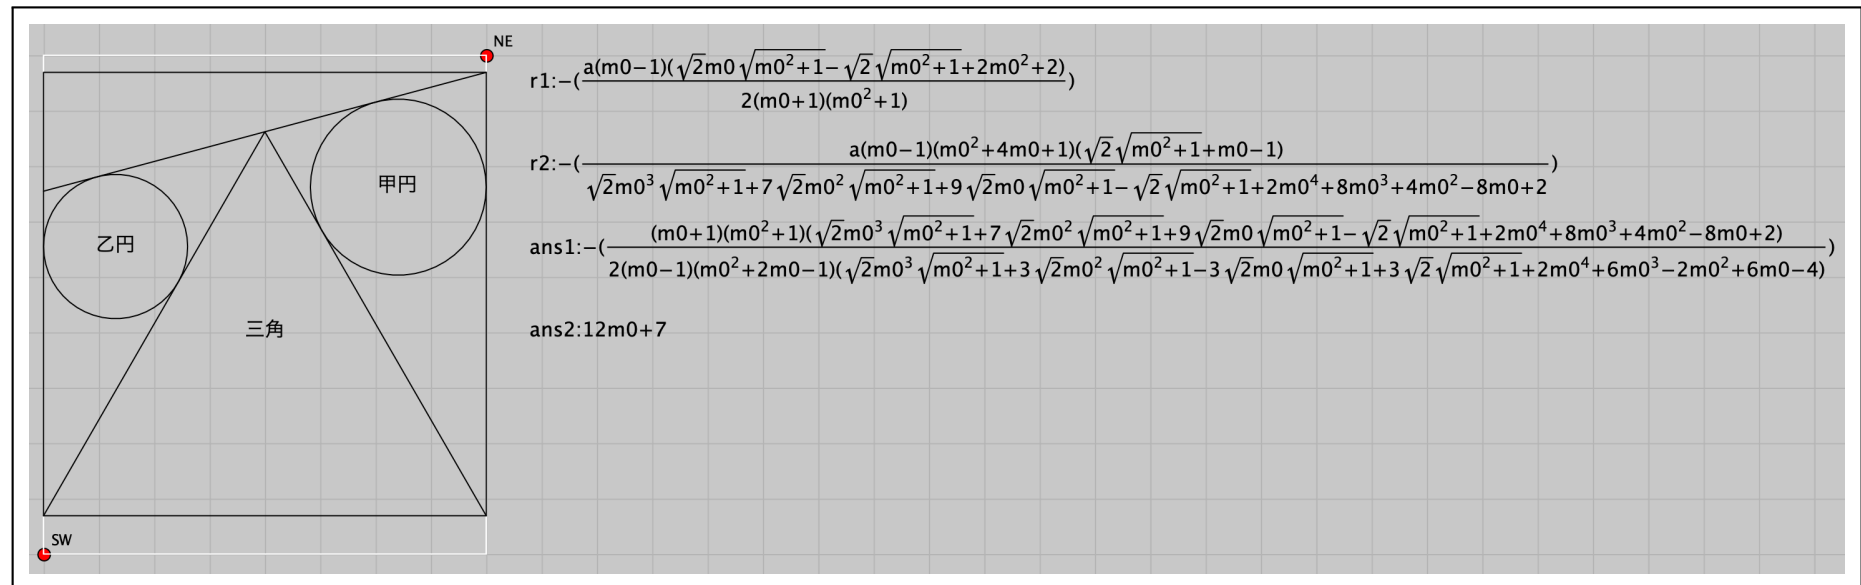 NE
r1:−(a(m0−1)(√2m0√(m0²+1)−√2√(m0²+1)+2m0²+2)/2(m0+1)(m0²+1))
甲円
r2:−(a(m0−1)(m0²+4m0+1)(√2√(m0²+1)+m0−1)/√2m0³√(m0²+1)+7√2m0²√(m0²+1)+9√2m0√(m0²+1)−√2√(m0²+1)+2m0⁴+8m0³+4m0²−8m0+2)
乙円
ans1:−((m0+1)(m0²+1)(√2m0³√(m0²+1)+7√2m0²√(m0²+1)+9√2m0√(m0²+1)−√2√(m0²+1)+2m0⁴+8m0³+4m0²−8m0+2)/2(m0−1)(m0²+2m0−1)(√2m0³√(m0²+1)+3√2m0²√(m0²+1)−3√2m0√(m0²+1)+3√2√(m0²+1)+2m0⁴+6m0³−2m0²+6m0−4))
三角
ans2:12m0+7
SW